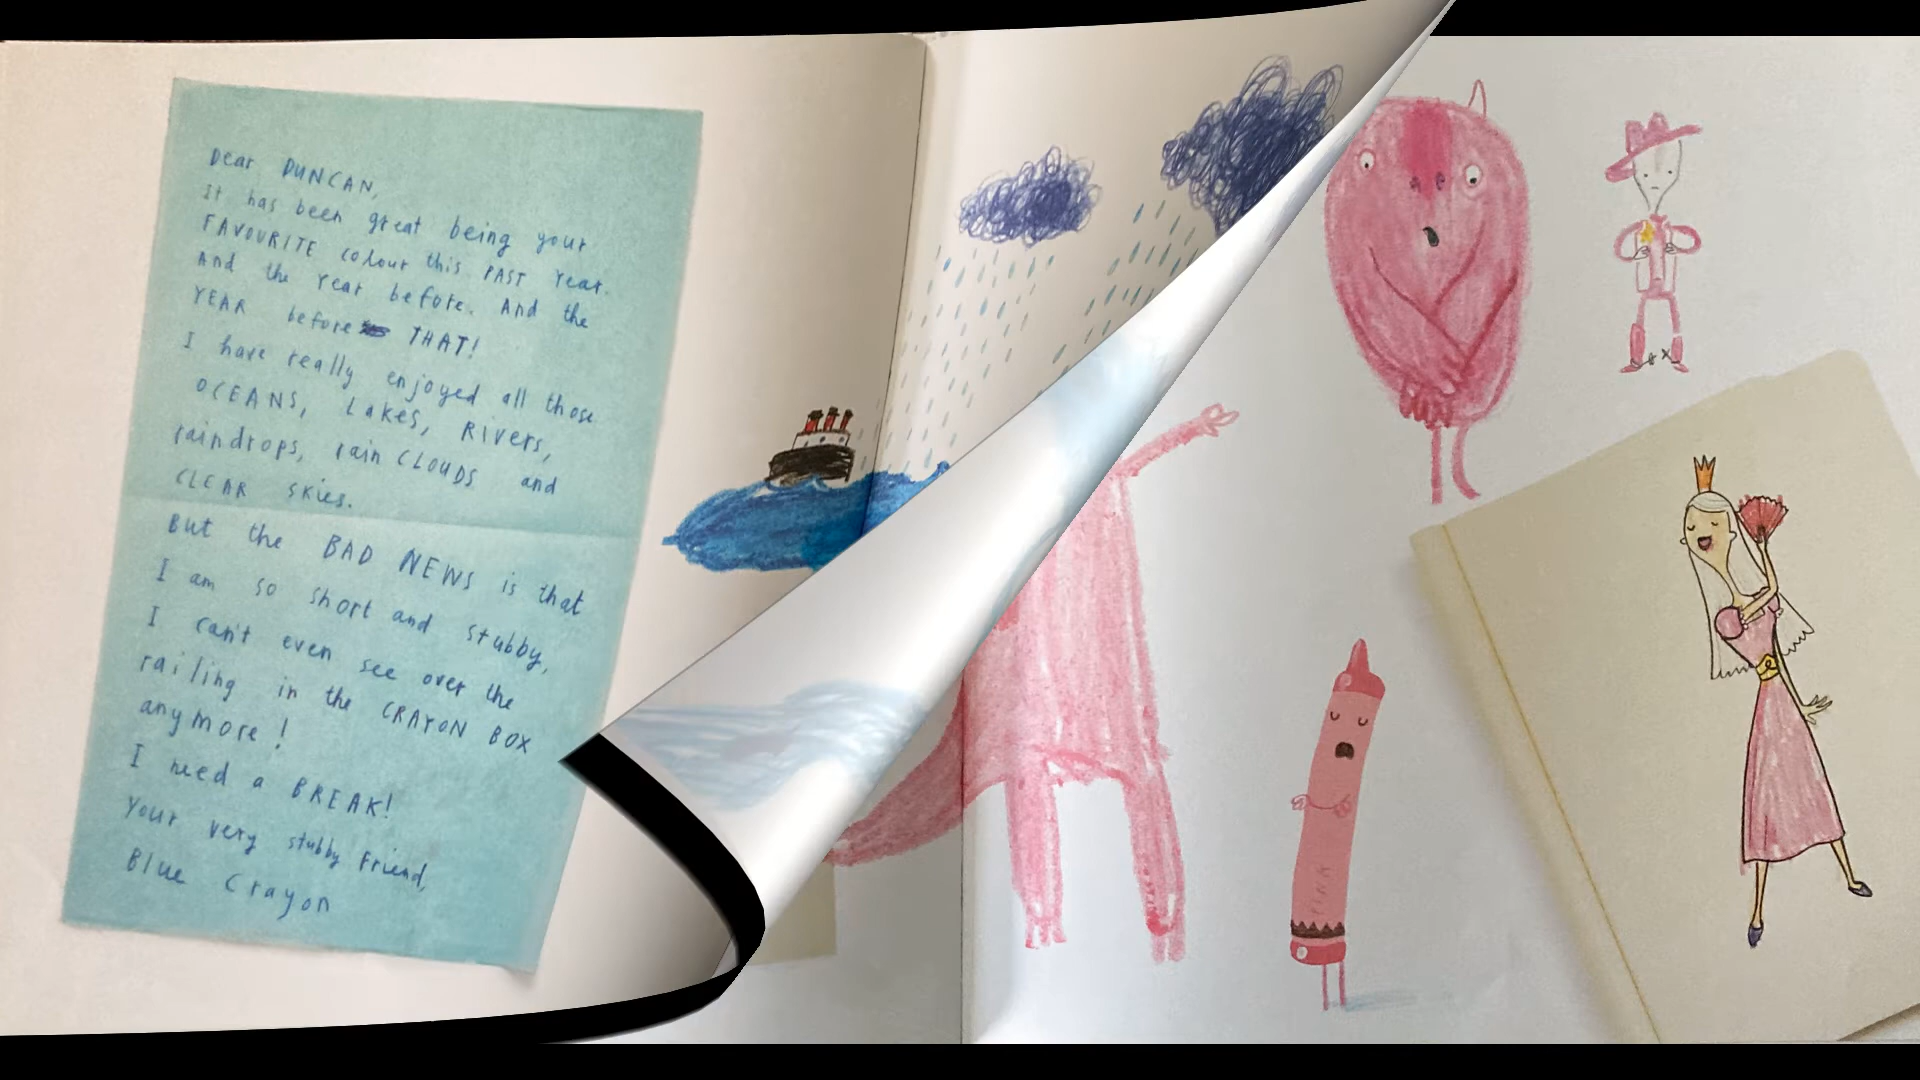 Dear DUNCAN,
It has been great being your
FAVOURITE colour this PAST Year.
And the Year before. And the
YEAR before THAT!
I have really enjoyed all those
OCEANS, Lakes, Rivers,
raindrops, rain CLOUDS and
CLEAR skies.
But the BAD NEWS is that
I am so short and stubby,
I can't even see over the
railing in the CRAYON BOX
anymore!
I need a BREAK!
Your very stubby Friend,
Blue Crayon
PINK